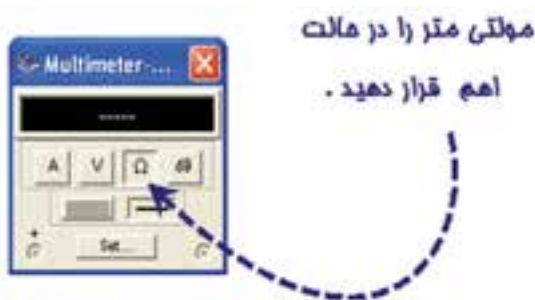 مولتی متر را در حالت
اهم قرار دهید .
Multimeter-...
-----
A V Ω dB
+
Set...